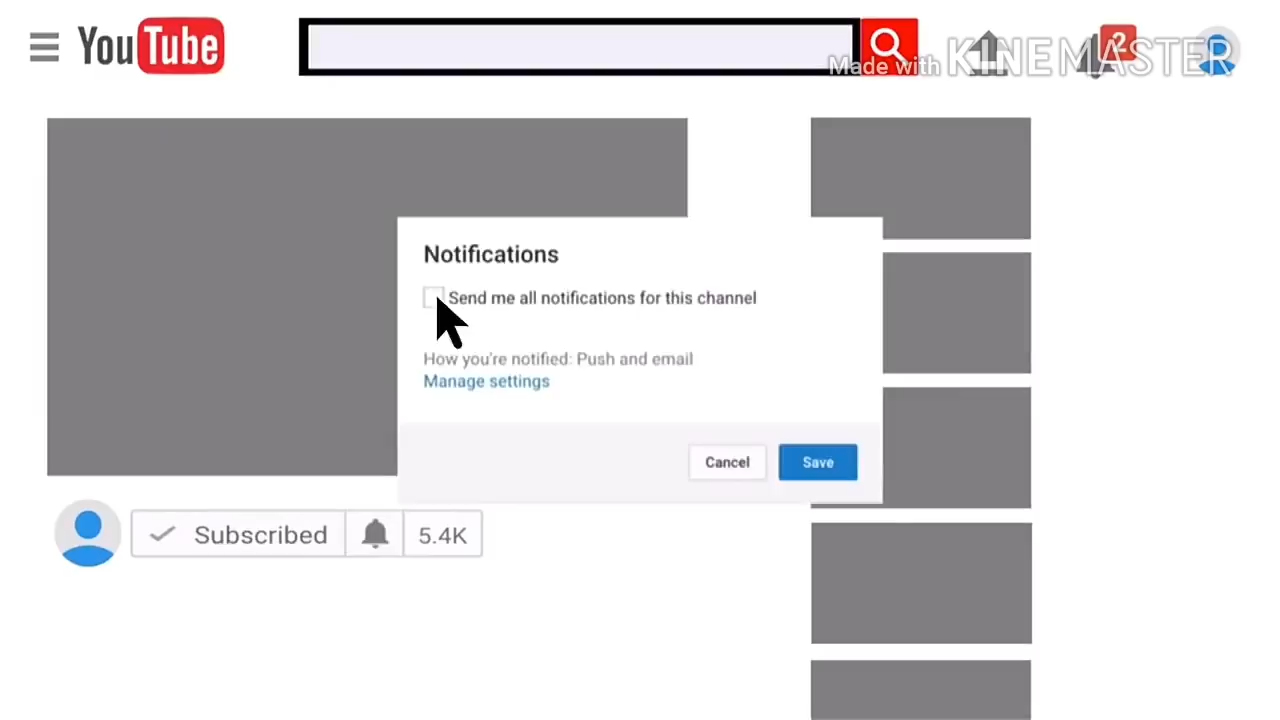 YouTube
2
Made with KINEMASTER
Notifications
Send me all notifications for this channel
How you're notified: Push and email
Manage settings
Cancel
Save
Subscribed
5.4K